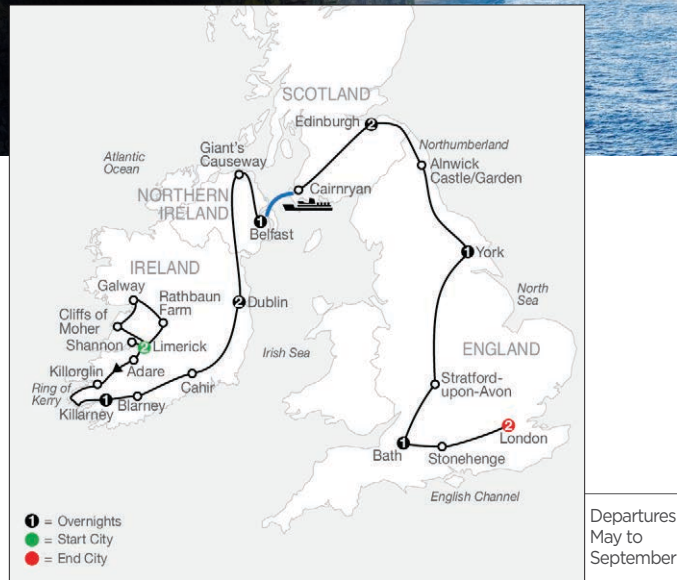 SCOTLAND
2
Edinburgh
Northumberland
Alnwick
Castle/Garden
Giant's
Causeway
Atlantic
Ocean
NORTHERN
IRELAND
Cairnryan
1
Belfast
1
York
North
Sea
IRELAND
Galway
Rathbaun
Farm
2
Dublin
Cliffs of
Moher
Shannon
2
Limerick
Irish Sea
ENGLAND
Killorglin
Adare
Ring of
Kerry
Cahir
1
Killarney
Blarney
Stratford-
upon-Avon
2
London
1
Bath
Stonehenge
English Channel
1 = Overnights
= Start City
= End City
Departures
May to
September